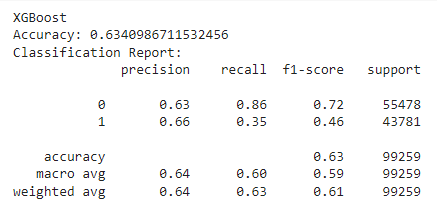 XGBoost
Accuracy: 0.6340986711532456
Classification Report:
precision recall f1-score support
0 0.63 0.86 0.72 55478
1 0.66 0.35 0.46 43781
accuracy 0.63 99259
macro avg 0.64 0.60 0.59 99259
weighted avg 0.64 0.63 0.61 99259